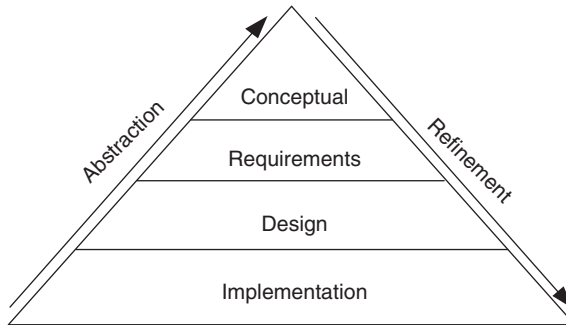 Conceptual
Abstraction
Refinement
Requirements
Design
Implementation